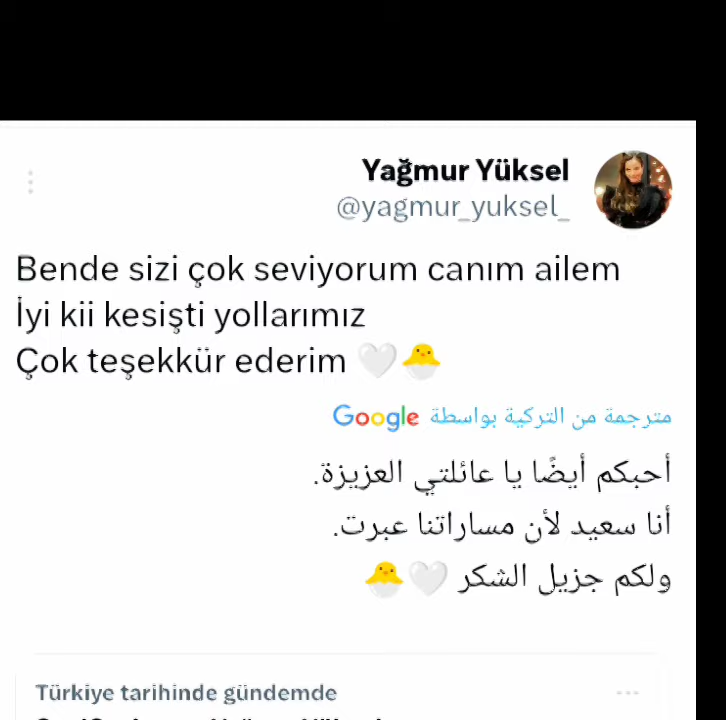 Yağmur Yüksel
@yagmur_yuksel_
Bende sizi çok seviyorum canım ailem
İyi kii kesişti yollarımız
Çok teşekkür ederim 🤍🐣
مترجمة من التركية بواسطة Google
أحبكم أيضًا يا عائلتي العزيزة.
أنا سعيد لأن مساراتنا عبرت.
ولكم جزيل الشكر 🤍🐣
Türkiye tarihinde gündemde